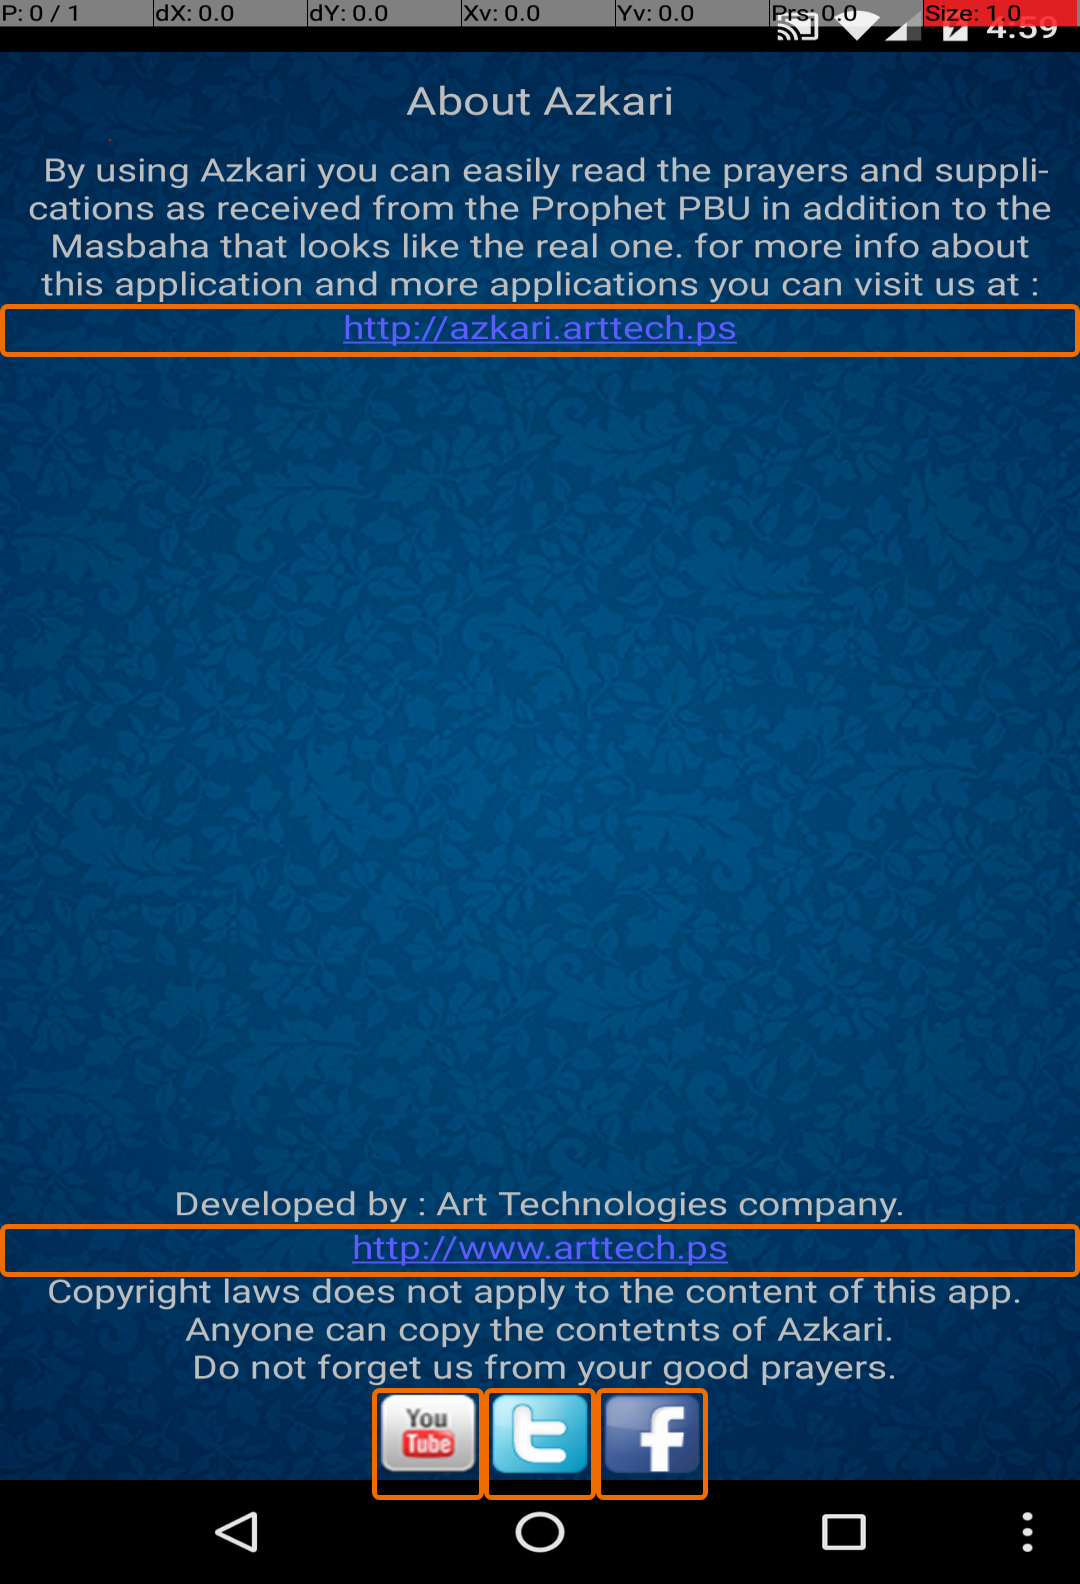 P: 0 / 1 dX: 0.0 dY: 0.0 Xv: 0.0 Yv: 0.0 Prs: 0.0 Size: 1.0
4:59
About Azkari
By using Azkari you can easily read the prayers and suppli-
cations as received from the Prophet PBU in addition to the
Masbaha that looks like the real one. for more info about
this application and more applications you can visit us at :
http://azkari.arttech.ps
Developed by : Art Technologies company.
http://www.arttech.ps
Copyright laws does not apply to the content of this app.
Anyone can copy the contetnts of Azkari.
Do not forget us from your good prayers.
You
Tube